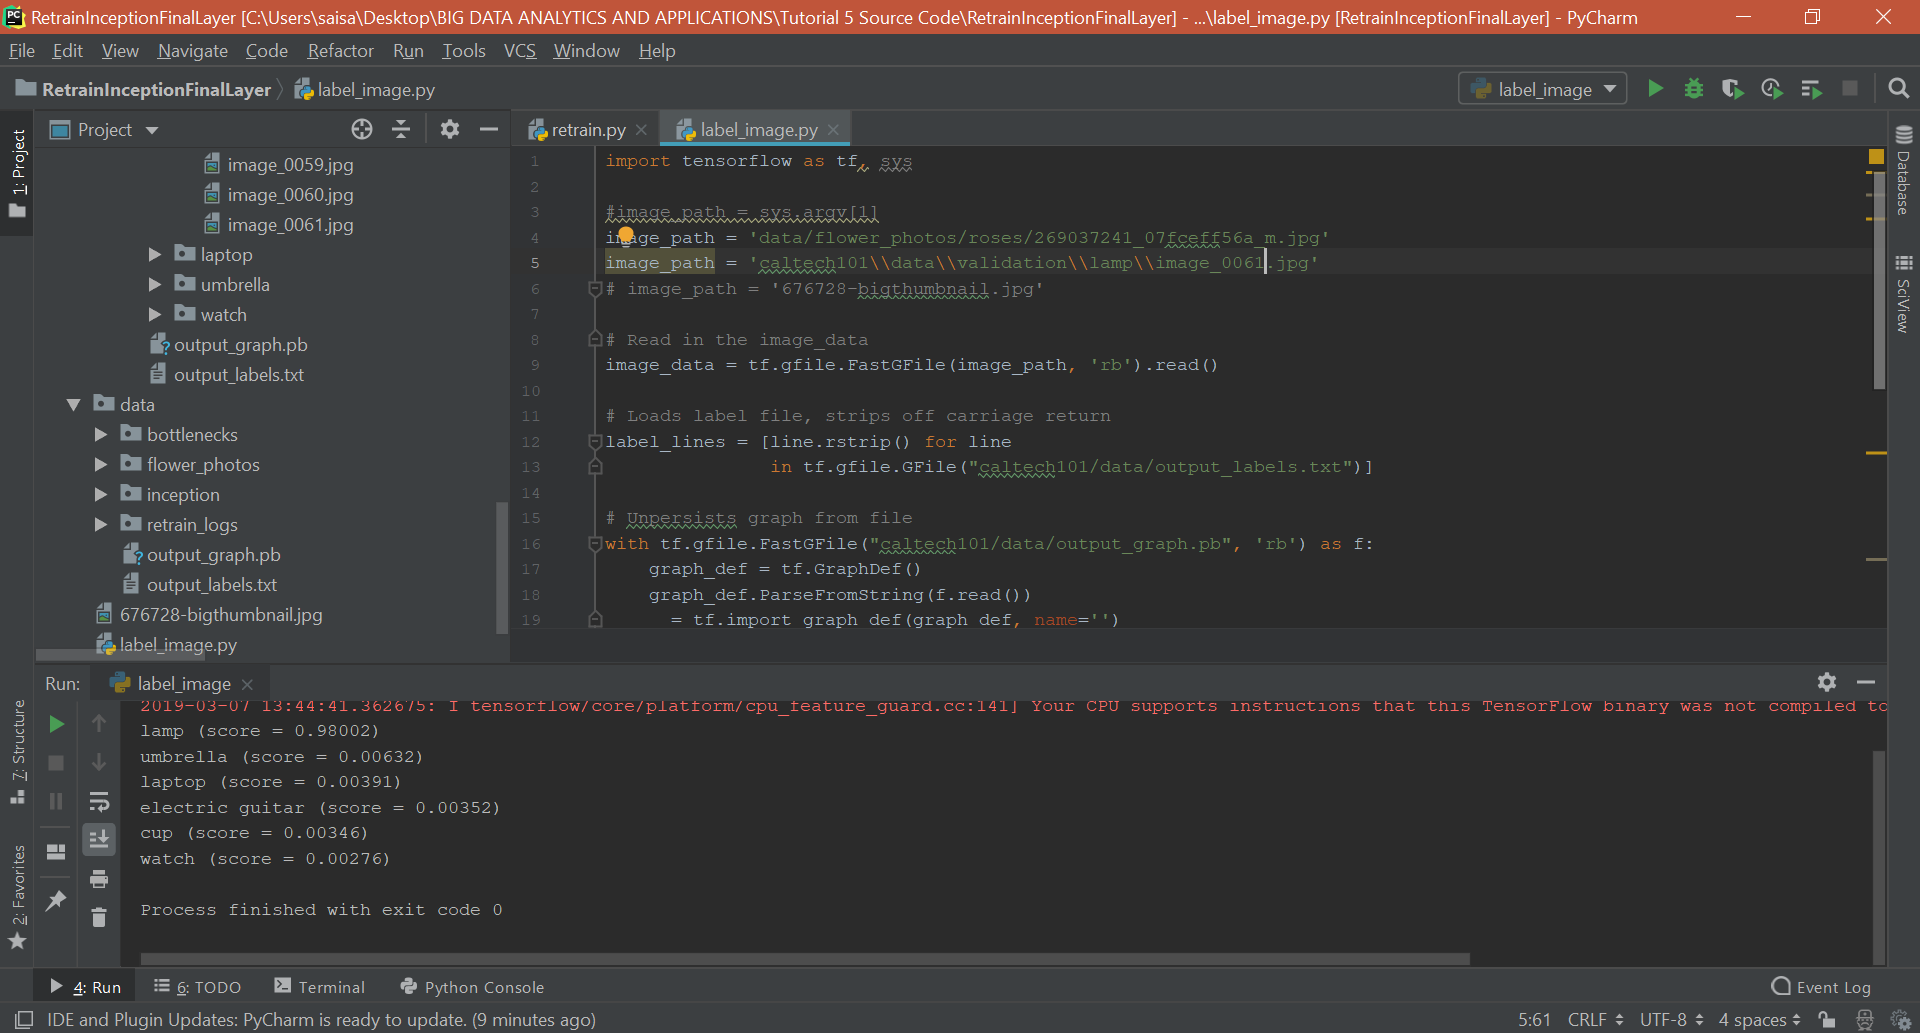 RetrainInceptionFinalLayer [C:\Users\saisa\Desktop\BIG DATA ANALYTICS AND APPLICATIONS\Tutorial 5 Source Code\RetrainInceptionFinalLayer] - ...\label_image.py [RetrainInceptionFinalLayer] - PyCharm
File Edit View Navigate Code Refactor Run Tools VCS Window Help
RetrainInceptionFinalLayer label_image.py label_image
1: Project
Project
image_0059.jpg
image_0060.jpg
image_0061.jpg
laptop
umbrella
watch
output_graph.pb
output_labels.txt
data
bottlenecks
flower_photos
inception
retrain_logs
output_graph.pb
output_labels.txt
676728-bigthumbnail.jpg
label_image.py
retrain.py label_image.py
1 import tensorflow as tf, sys
2
3 #image_path = sys.argv[1]
4 image_path = 'data/flower_photos/roses/269037241_07fceff56a_m.jpg'
5 image_path = 'caltech101\\data\\validation\\lamp\\image_0061.jpg'
6 # image_path = '676728-bigthumbnail.jpg'
7
8 # Read in the image_data
9 image_data = tf.gfile.FastGFile(image_path, 'rb').read()
10
11 # Loads label file, strips off carriage return
12 label_lines = [line.rstrip() for line
13 in tf.gfile.GFile("caltech101/data/output_labels.txt")]
14
15 # Unpersists graph from file
16 with tf.gfile.FastGFile("caltech101/data/output_graph.pb", 'rb') as f:
17 graph_def = tf.GraphDef()
18 graph_def.ParseFromString(f.read())
19 = tf.import_graph_def(graph_def, name='')
Database
SciView
7: Structure
2: Favorites
Run: label_image
2019-03-07 13:44:41.362675: I tensorflow/core/platform/cpu_feature_guard.cc:141] Your CPU supports instructions that this TensorFlow binary was not compiled to
lamp (score = 0.98002)
umbrella (score = 0.00632)
laptop (score = 0.00391)
electric guitar (score = 0.00352)
cup (score = 0.00346)
watch (score = 0.00276)
Process finished with exit code 0
4: Run 6: TODO Terminal Python Console Event Log
IDE and Plugin Updates: PyCharm is ready to update. (9 minutes ago) 5:61 CRLF UTF-8 4 spaces